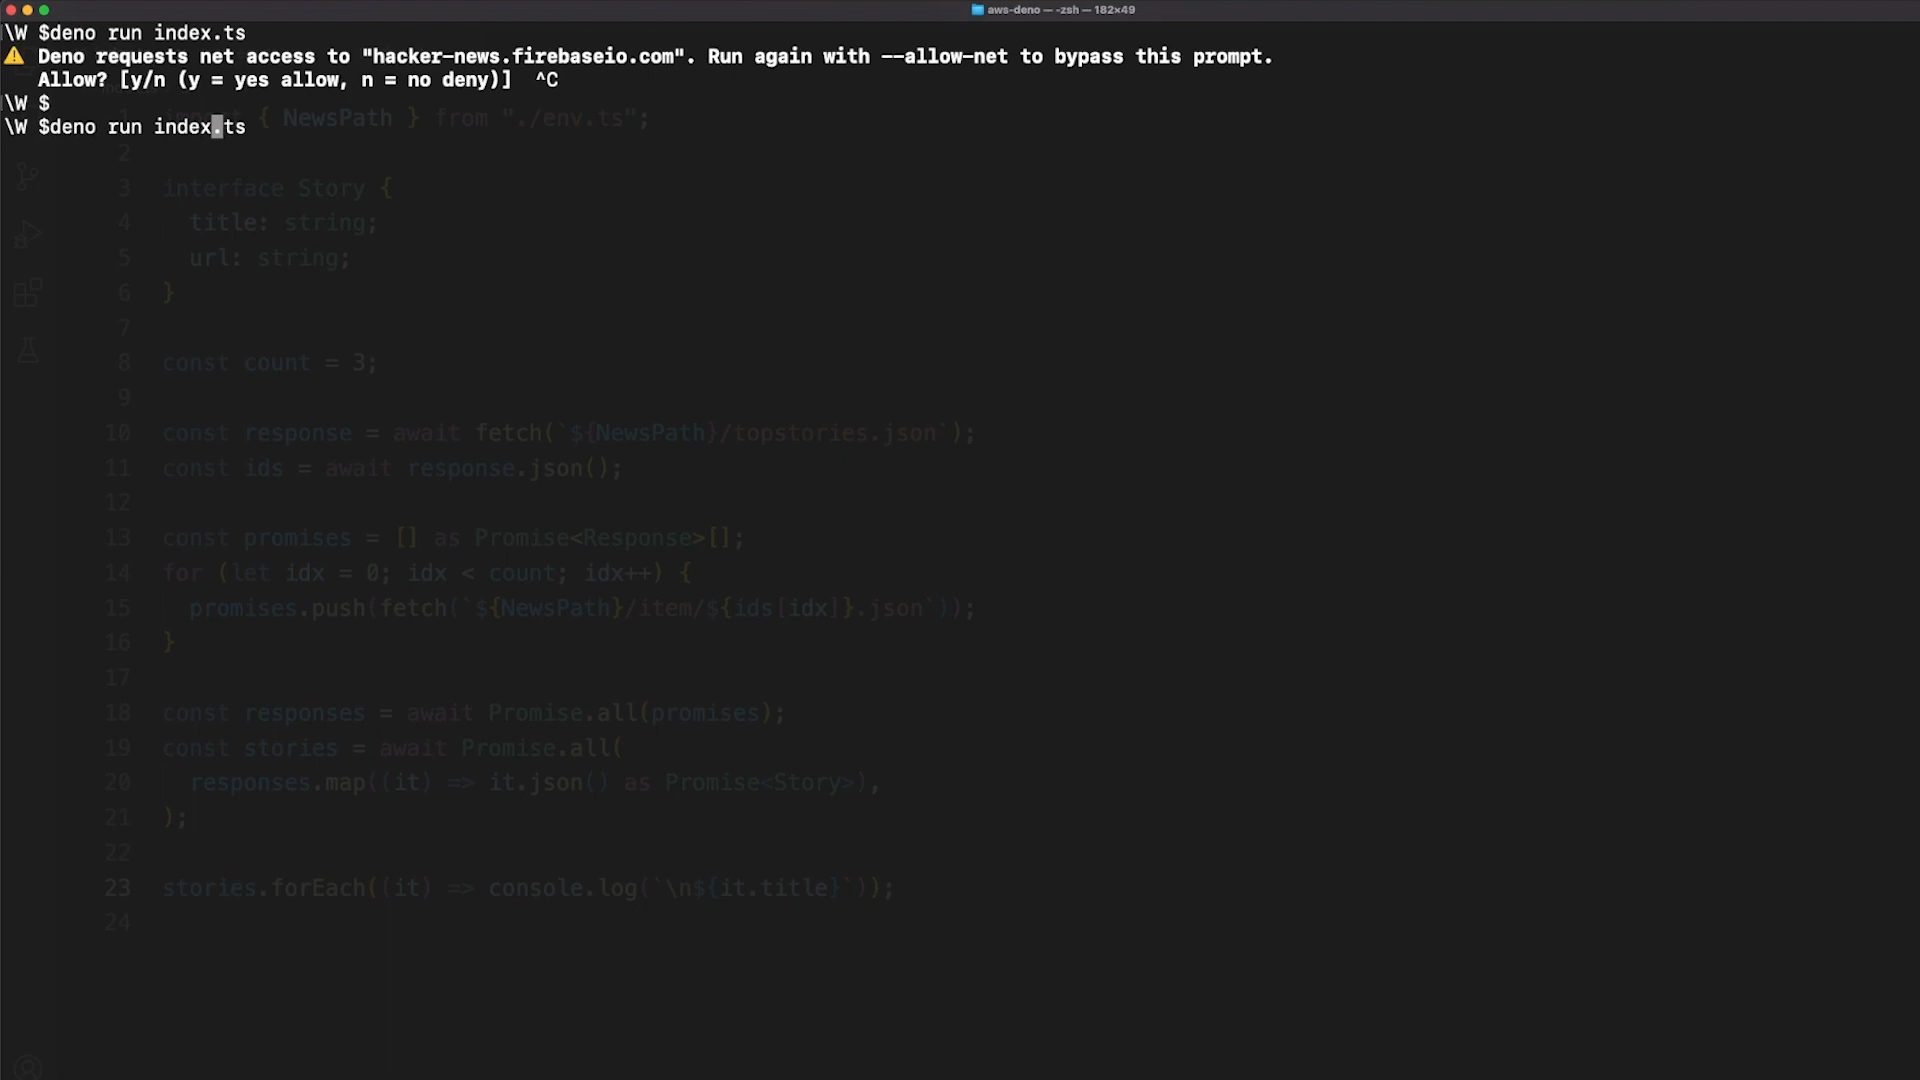 aws-deno — -zsh — 182×49
\W $deno run index.ts
⚠ Deno requests net access to "hacker-news.firebaseio.com". Run again with --allow-net to bypass this prompt.
Allow? [y/n (y = yes allow, n = no deny)] ^C
\W $
\W $deno run index.ts
1 import { NewsPath } from "./env.ts";
2
3 interface Story {
4 title: string;
5 url: string;
6 }
7
8 const count = 3;
9
10 const response = await fetch(`${NewsPath}/topstories.json`);
11 const ids = await response.json();
12
13 const promises = [] as Promise<Response>[];
14 for (let idx = 0; idx < count; idx++) {
15 promises.push(fetch(`${NewsPath}/item/${ids[idx]}.json`));
16 }
17
18 const responses = await Promise.all(promises);
19 const stories = await Promise.all(
20 responses.map((it) => it.json() as Promise<Story>),
21 );
22
23 stories.forEach((it) => console.log(`\n${it.title}`));
24